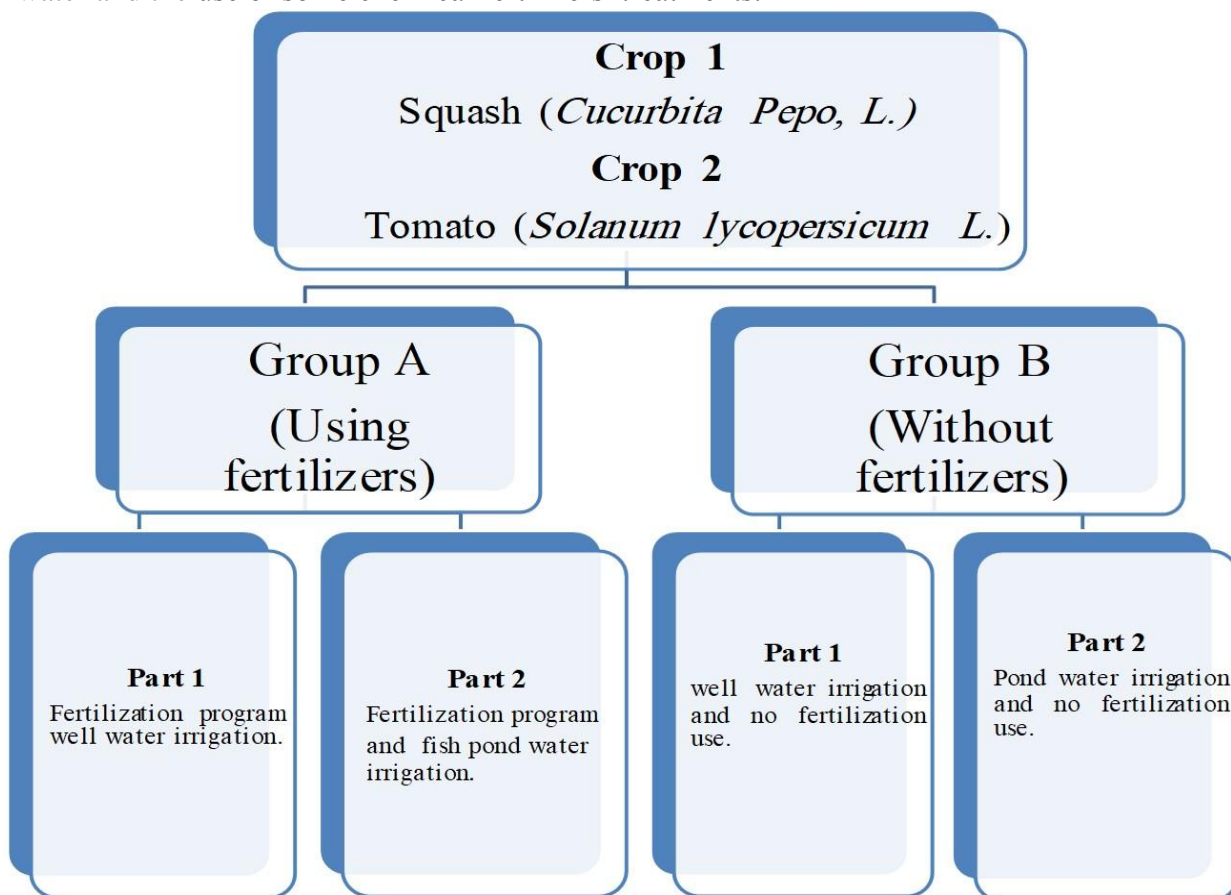 Crop 1
Squash (Cucurbita Pepo, L.)
Crop 2
Tomato (Solanum lycopersicum L.)
Group A
(Using
fertilizers)
Group B
(Without
fertilizers)
Part 1
Fertilization program
well water irrigation.
Part 2
Fertilization program
and fish pond water
irrigation.
Part 1
well water irrigation
and no fertilization
use.
Part 2
Pond water irrigation
and no fertilization
use.